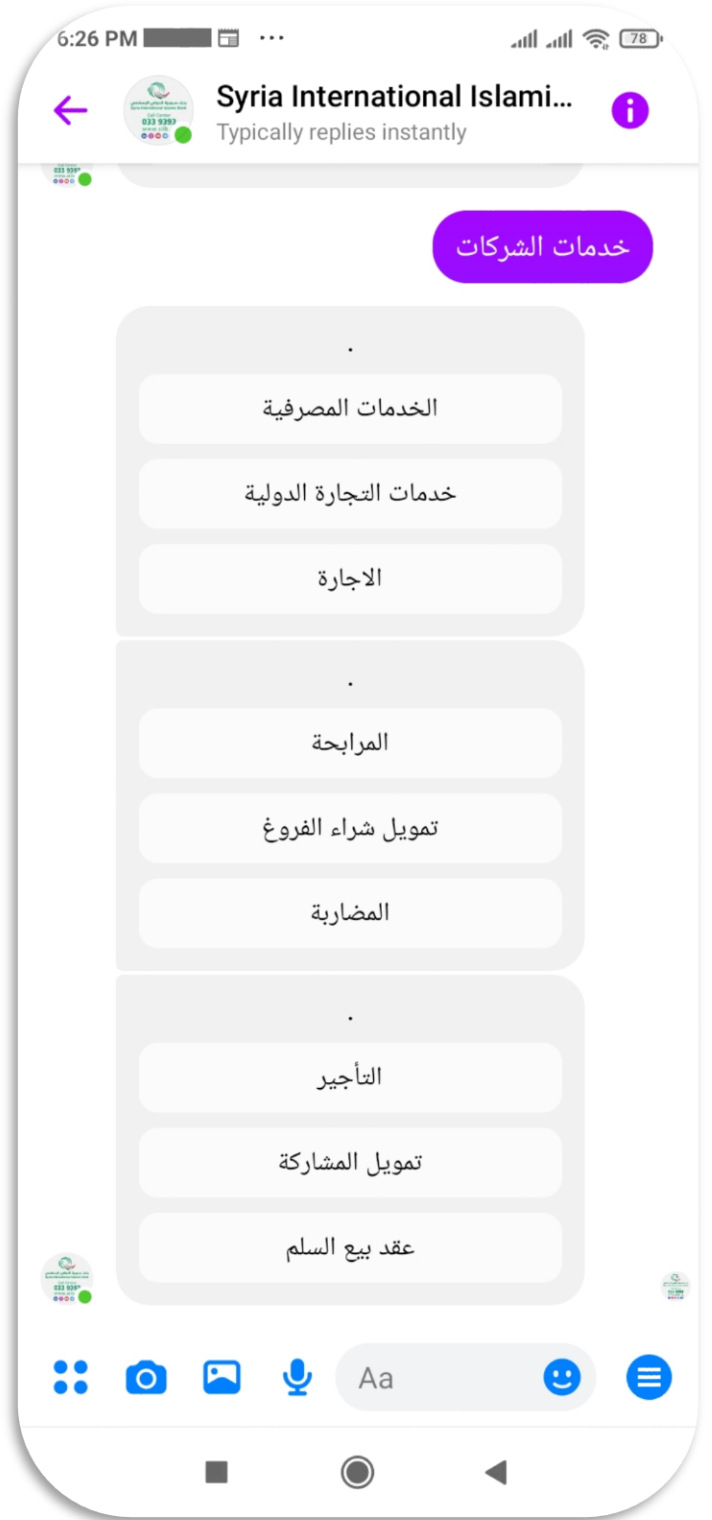 6:26 PM
78
Syria International Islami...
Typically replies instantly
خدمات الشركات
.
الخدمات المصرفية
خدمات التجارة الدولية
الاجارة
.
المرابحة
تمويل شراء الفروغ
المضاربة
.
التأجير
تمويل المشاركة
عقد بيع السلم
Aa